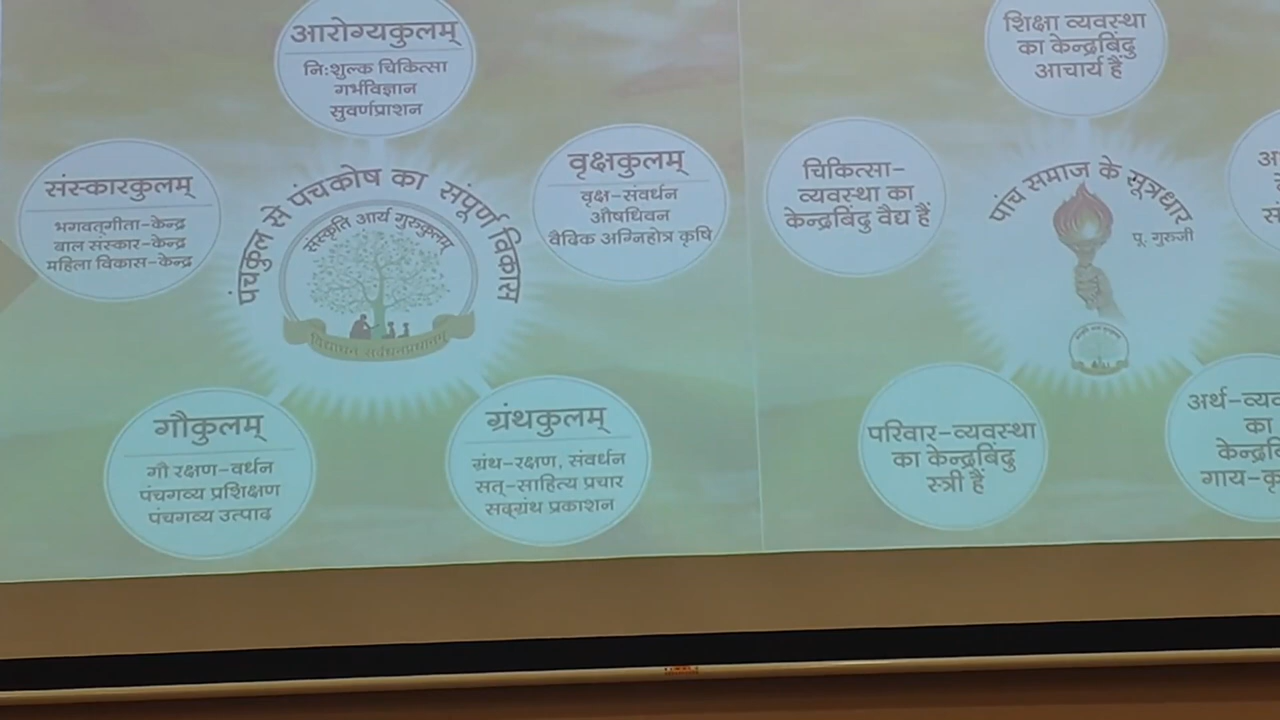 आरोग्यकुलम्
निःशुल्क चिकित्सा
गर्भविज्ञान
सुवर्णप्राशन
संस्कारकुलम्
भगवत्‌गीता-केन्द्र
बाल संस्कार-केन्द्र
महिला विकास-केन्द्र
पंचकुल से पंचकोष का संपूर्ण विकास
संस्कृति आर्य गुरुकुलम्
वृक्षकुलम्
वृक्ष-संवर्धन
औषधिवन
वैदिक अग्निहोत्र कृषि
गौकुलम्
गौ रक्षण-वर्धन
पंचगव्य प्रशिक्षण
पंचगव्य उत्पाद
ग्रंथकुलम्
ग्रंथ-रक्षण, संवर्धन
सत्-साहित्य प्रचार
सद्ग्रंथ प्रकाशन
शिक्षा व्यवस्था
का केन्द्रबिंदु
आचार्य हैं
चिकित्सा-
व्यवस्था का
केन्द्रबिंदु वैद्य हैं
पांच समाज के सूत्रधार
पू. गुरुजी
परिवार-व्यवस्था
का केन्द्रबिंदु
स्त्री हैं
अर्थ-व्यव
का
केन्द्रबि
गाय-कृ